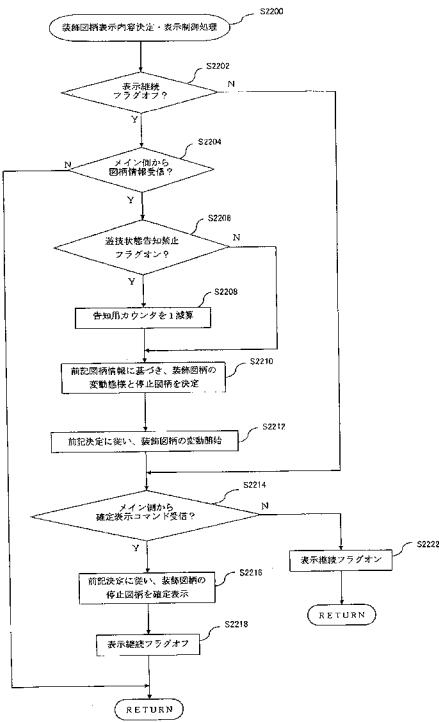 S2200
装飾図柄表示内容決定・表示制御処理
S2202
表示継続
フラグオフ？
N
Y
S2204
メイン側から
図柄情報受信？
N
Y
S2206
遊技状態告知禁止
フラグオン？
N
Y
S2208
告知用カウンタを1減算
S2210
前記図柄情報に基づき、装飾図柄の
変動態様と停止図柄を決定
S2212
前記決定に従い、装飾図柄の変動開始
S2214
メイン側から
確定表示コマンド受信？
N
Y
S2222
表示継続フラグオン
S2216
前記決定に従い、装飾図柄の
停止図柄を確定表示
RETURN
S2218
表示継続フラグオフ
RETURN